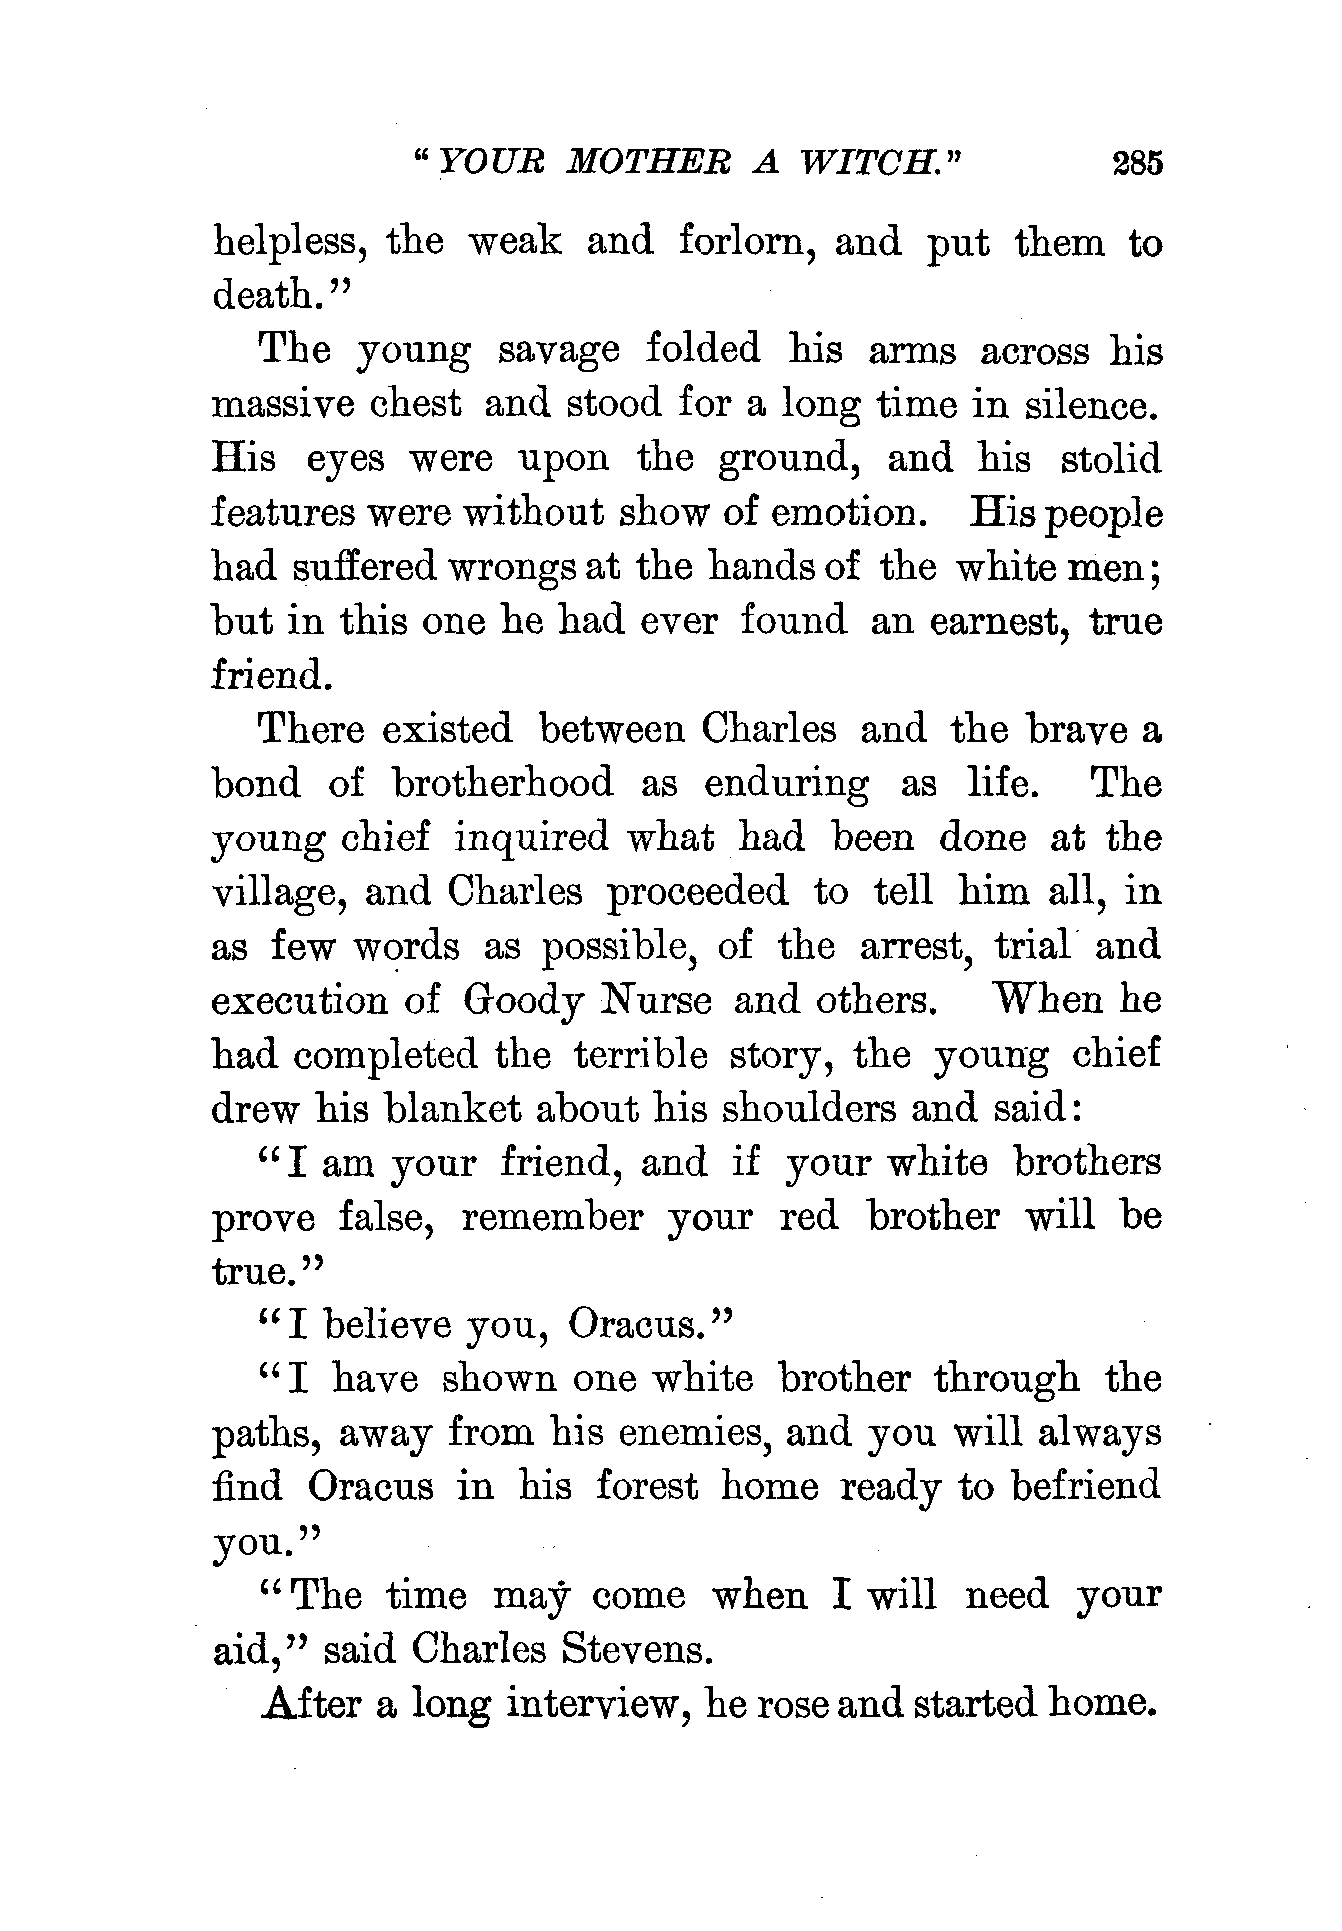 "YOUR MOTHER A WITCH." 285
helpless, the weak and forlorn, and put them to
death."
The young savage folded his arms across his
massive chest and stood for a long time in silence.
His eyes were upon the ground, and his stolid
features were without show of emotion. His people
had suffered wrongs at the hands of the white men;
but in this one he had ever found an earnest, true
friend.
There existed between Charles and the brave a
bond of brotherhood as enduring as life. The
young chief inquired what had been done at the
village, and Charles proceeded to tell him all, in
as few words as possible, of the arrest, trial and
execution of Goody Nurse and others. When he
had completed the terrible story, the young chief
drew his blanket about his shoulders and said:
"I am your friend, and if your white brothers
prove false, remember your red brother will be
true."
"I believe you, Oracus."
"I have shown one white brother through the
paths, away from his enemies, and you will always
find Oracus in his forest home ready to befriend
you."
"The time may come when I will need your
aid," said Charles Stevens.
After a long interview, he rose and started home.